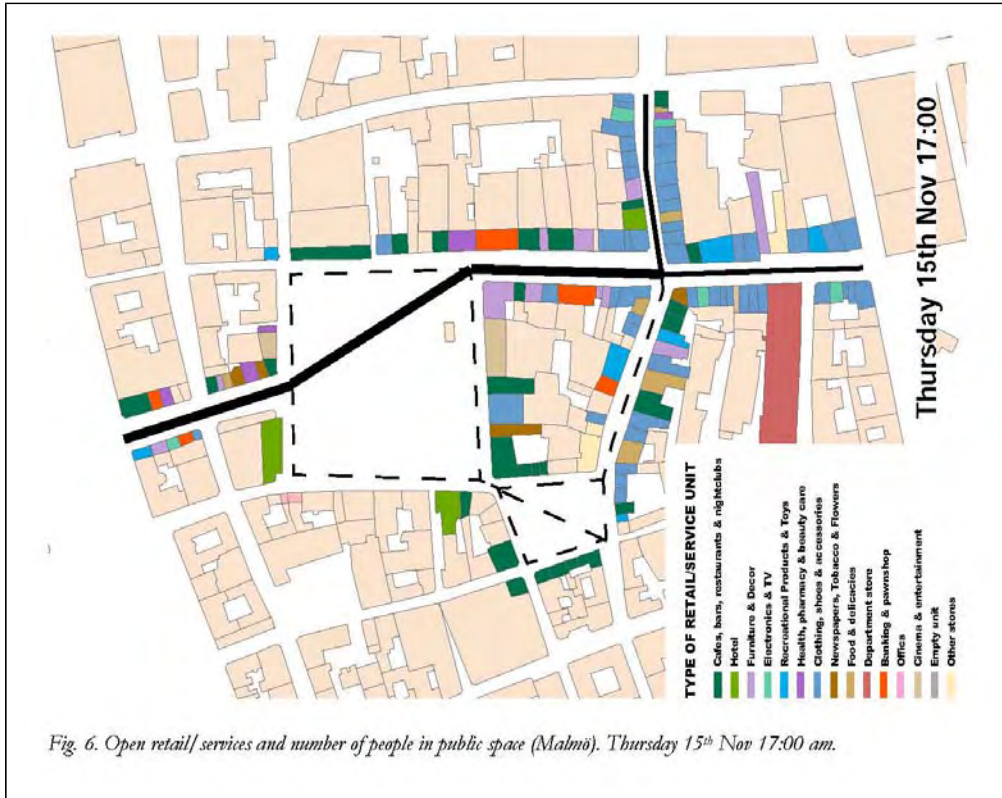 Thursday 15th Nov 17:00
TYPE OF RETAIL/SERVICE UNIT
Cafes, bars, restaurants & nightclubs
Hotel
Furniture & Decor
Electronics & TV
Recreational Products & Toys
Health, pharmacy & beauty care
Clothing, shoes & accessories
Newspapers, Tobacco & Flowers
Food & delicacies
Department store
Banking & pawnshop
Office
Cinema & entertainment
Empty unit
Other stores
Fig. 6. Open retail/ services and number of people in public space (Malmö). Thursday 15th Nov 17:00 am.